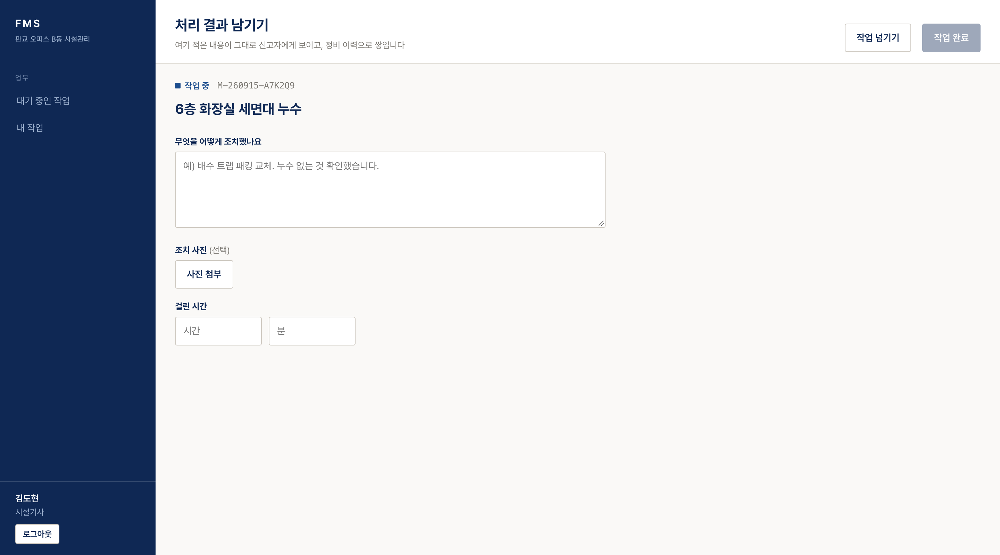 FMS
판교 오피스 B동 시설관리
업무
대기 중인 작업
내 작업
김도현
시설기사
로그아웃
처리 결과 남기기
여기 적은 내용이 그대로 신고자에게 보이고, 정비 이력으로 쌓입니다
작업 넘기기
작업 완료
작업 중 M-260915-A7K2Q9
6층 화장실 세면대 누수
무엇을 어떻게 조치했나요
예) 배수 트랩 패킹 교체. 누수 없는 것 확인했습니다.
조치 사진 (선택)
사진 첨부
걸린 시간
시간
분